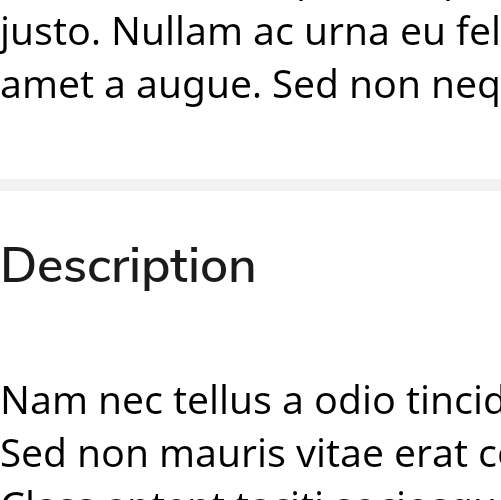 justo. Nullam ac urna eu fel
amet a augue. Sed non neq
Description
Nam nec tellus a odio tincid
Sed non mauris vitae erat c